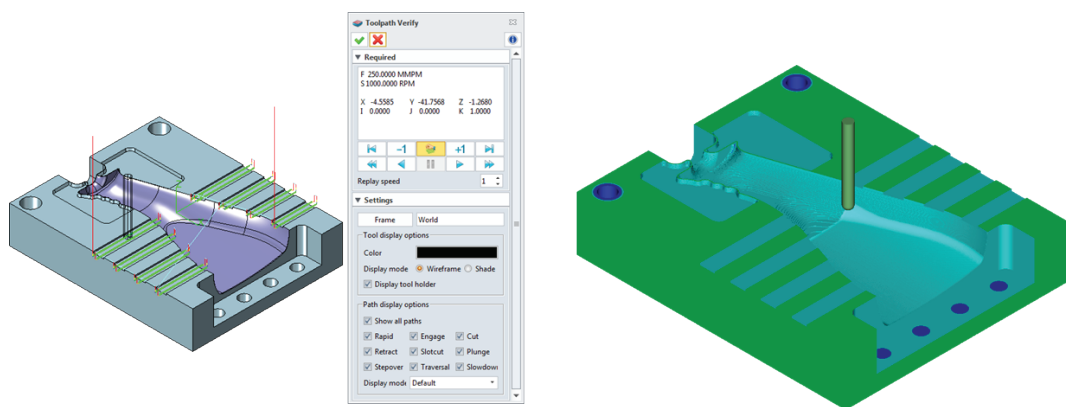 Toolpath Verify
Required
F 250.0000 MMPM
S 1000.0000 RPM
X -4.5585 Y -41.7568 Z -1.2680
I 0.0000 J 0.0000 K 1.0000
-1 +1
Replay speed 1
Settings
Frame World
Tool display options
Color
Display mode Wireframe Shade
Display tool holder
Path display options
Show all paths
Rapid Engage Cut
Retract Slotcut Plunge
Stepover Traversal Slowdown
Display mode Default